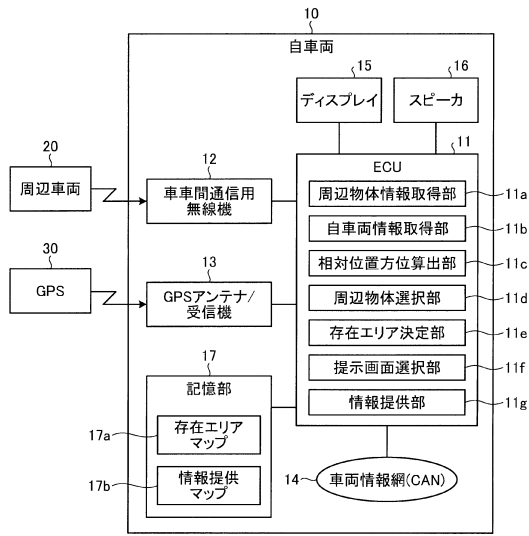 10
自車両
15
ディスプレイ
16
スピーカ
20
周辺車両
12
車車間通信用
無線機
30
GPS
13
GPSアンテナ/
受信機
11
ECU
周辺物体情報取得部
11a
自車両情報取得部
11b
相対位置方位算出部
11c
周辺物体選択部
11d
存在エリア決定部
11e
提示画面選択部
11f
情報提供部
11g
17
記憶部
17a
存在エリア
マップ
17b
情報提供
マップ
14
車両情報網(CAN)